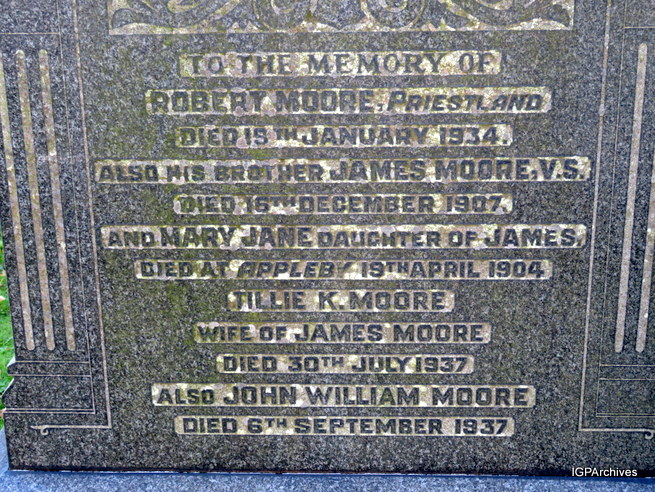 TO THE MEMORY OF
ROBERT MOORE, PRIESTLAND
DIED 15TH JANUARY 1934.
ALSO HIS BROTHER JAMES MOORE, V.S.
DIED 16TH DECEMBER 1907.
AND MARY JANE DAUGHTER OF JAMES,
DIED AT APPLEBY 19TH APRIL 1904
TILLIE K. MOORE
WIFE OF JAMES MOORE
DIED 30TH JULY 1937
ALSO JOHN WILLIAM MOORE
DIED 6TH SEPTEMBER 1937
IGPArchives